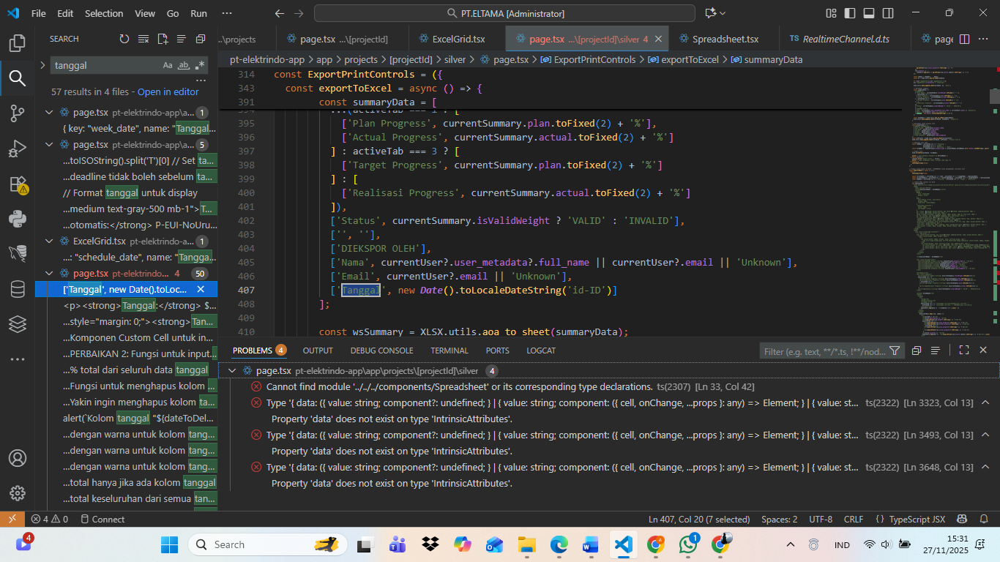 File Edit Selection View Go Run ··· PT.ELTAMA [Administrator]
SEARCH
tanggal
Aa ab
57 results in 4 files - Open in editor
page.tsx pt-elektrindo-app\a... 1
{ key: "week_date", name: "Tanggal...
page.tsx pt-elektrindo-app\a... 5
...toISOString().split('T')[0] // Set ta...
...deadline tidak boleh sebelum ta...
// Format tanggal untuk display
...medium text-gray-500 mb-1">T...
...otomatis:</strong> P-EUI-NoUru...
ExcelGrid.tsx pt-elektrindo-a... 1
...: "schedule_date", name: "Tangga...
page.tsx pt-elektrindo... 4 50
['Tanggal', new Date().toLoc...
<p><strong>Tanggal:</strong> $...
...style="margin: 0;"><strong>Tan...
...Komponen Custom Cell untuk in...
...PERBAIKAN 2: Fungsi untuk input...
...% total dari seluruh data tanggal
...Fungsi untuk menghapus kolom ...
...Yakin ingin menghapus kolom ta...
alert(`Kolom tanggal "${dateToDel...
...dengan warna untuk kolom tang...
...dengan warna untuk kolom tang...
...dengan warna untuk kolom tang...
...total hanya jika ada kolom tanggal
...total keseluruhan dari semua tan...
...\projects page.tsx ...\[projectId] ExcelGrid.tsx page.tsx ...\[projectId]\silver 4 Spreadsheet.tsx TS RealtimeChannel.d.ts page
pt-elektrindo-app > app > projects > [projectId] > silver > page.tsx > ExportPrintControls > exportToExcel > summaryData
314 const ExportPrintControls = ({
343 const exportToExcel = async () => {
391 const summaryData = [
395 ['Plan Progress', currentSummary.plan.toFixed(2) + '%'],
396 ['Actual Progress', currentSummary.actual.toFixed(2) + '%']
397 ] : activeTab === 3 ? [
398 ['Target Progress', currentSummary.plan.toFixed(2) + '%']
399 ] : [
400 ['Realisasi Progress', currentSummary.actual.toFixed(2) + '%']
401 ]),
402 ['Status', currentSummary.isValidWeight ? 'VALID' : 'INVALID'],
403 ['', ''],
404 ['DIEKSPOR OLEH'],
405 ['Nama', currentUser?.user_metadata?.full_name || currentUser?.email || 'Unknown'],
406 ['Email', currentUser?.email || 'Unknown'],
407 ['Tanggal', new Date().toLocaleDateString('id-ID')]
408 ];
409
410 const wsSummary = XLSX.utils.aoa_to_sheet(summaryData);
PROBLEMS 4 OUTPUT DEBUG CONSOLE TERMINAL PORTS LOGCAT Filter (e.g. text, **/*.ts, !**/nod...
page.tsx pt-elektrindo-app\app\projects\[projectId]\silver 4
Cannot find module '../../../components/Spreadsheet' or its corresponding type declarations. ts(2307) [Ln 33, Col 42]
Type '{ data: ({ value: string; component?: undefined; } | { value: string; component: ({ cell, onChange, ...props }: any) => Element; } | { value: st... ts(2322) [Ln 3323, Col 13]
Property 'data' does not exist on type 'IntrinsicAttributes'.
Type '{ data: ({ value: string; component?: undefined; } | { value: string; component: ({ cell, onChange, ...props }: any) => Element; } | { value: st... ts(2322) [Ln 3493, Col 13]
Property 'data' does not exist on type 'IntrinsicAttributes'.
Type '{ data: ({ value: string; component?: undefined; } | { value: string; component: ({ cell, onChange, ...props }: any) => Element; } | { value: st... ts(2322) [Ln 3648, Col 13]
Property 'data' does not exist on type 'IntrinsicAttributes'.
4 0 Connect Ln 407, Col 20 (7 selected) Spaces: 2 UTF-8 CRLF {} TypeScript JSX
4 Search 1 IND 15:31
27/11/2025